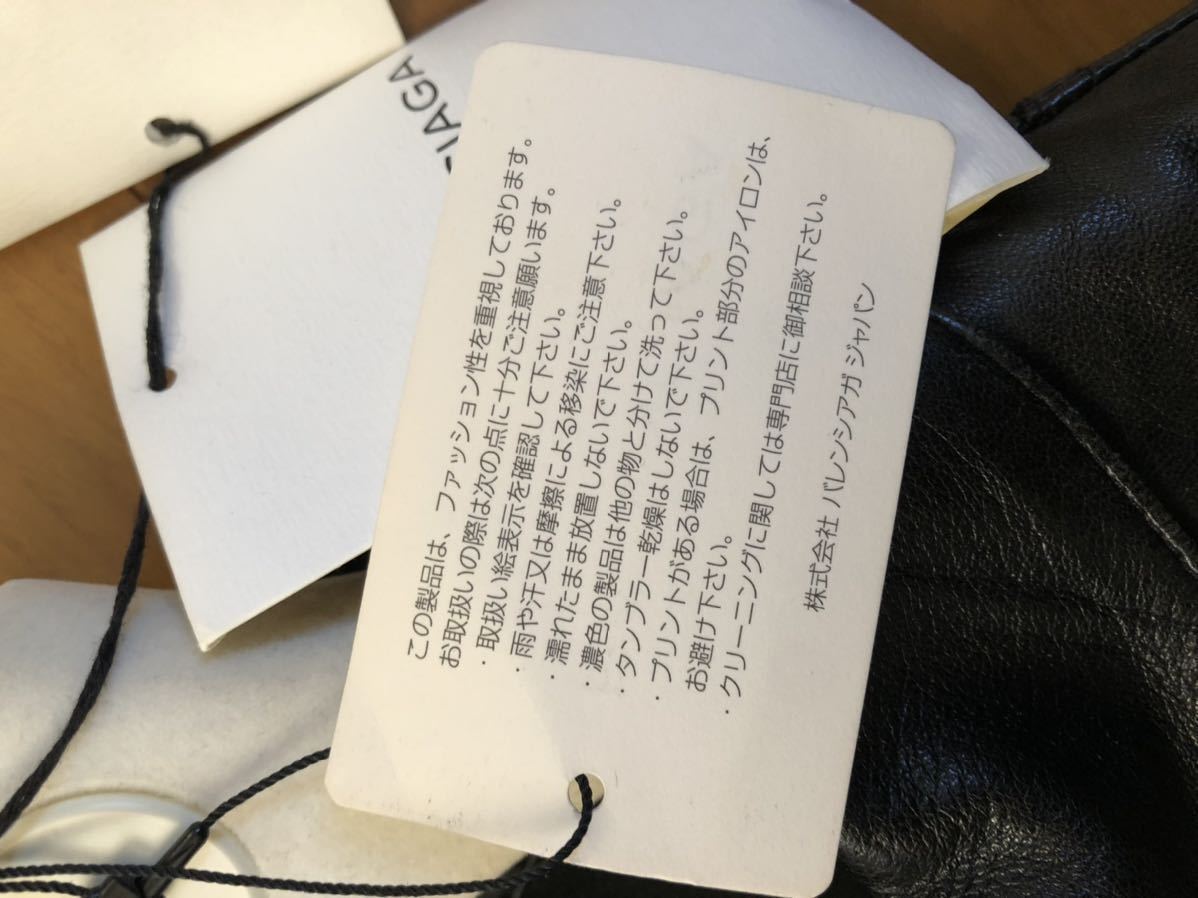 IAGA
この製品は、ファッション性を重視しております。
お取扱いの際は次の点に十分ご注意願います。
・取扱い絵表示を確認して下さい。
・雨や汗又は摩擦による移染にご注意下さい。
・濡れたまま放置しないで下さい。
・濃色の製品は他の物と分けて洗って下さい。
・タンブラー乾燥はしないで下さい。
・プリントがある場合は、プリント部分のアイロンは、
お避け下さい。
・クリーニングに関しては専門店に御相談下さい。
株式会社 バレンシアガ ジャパン